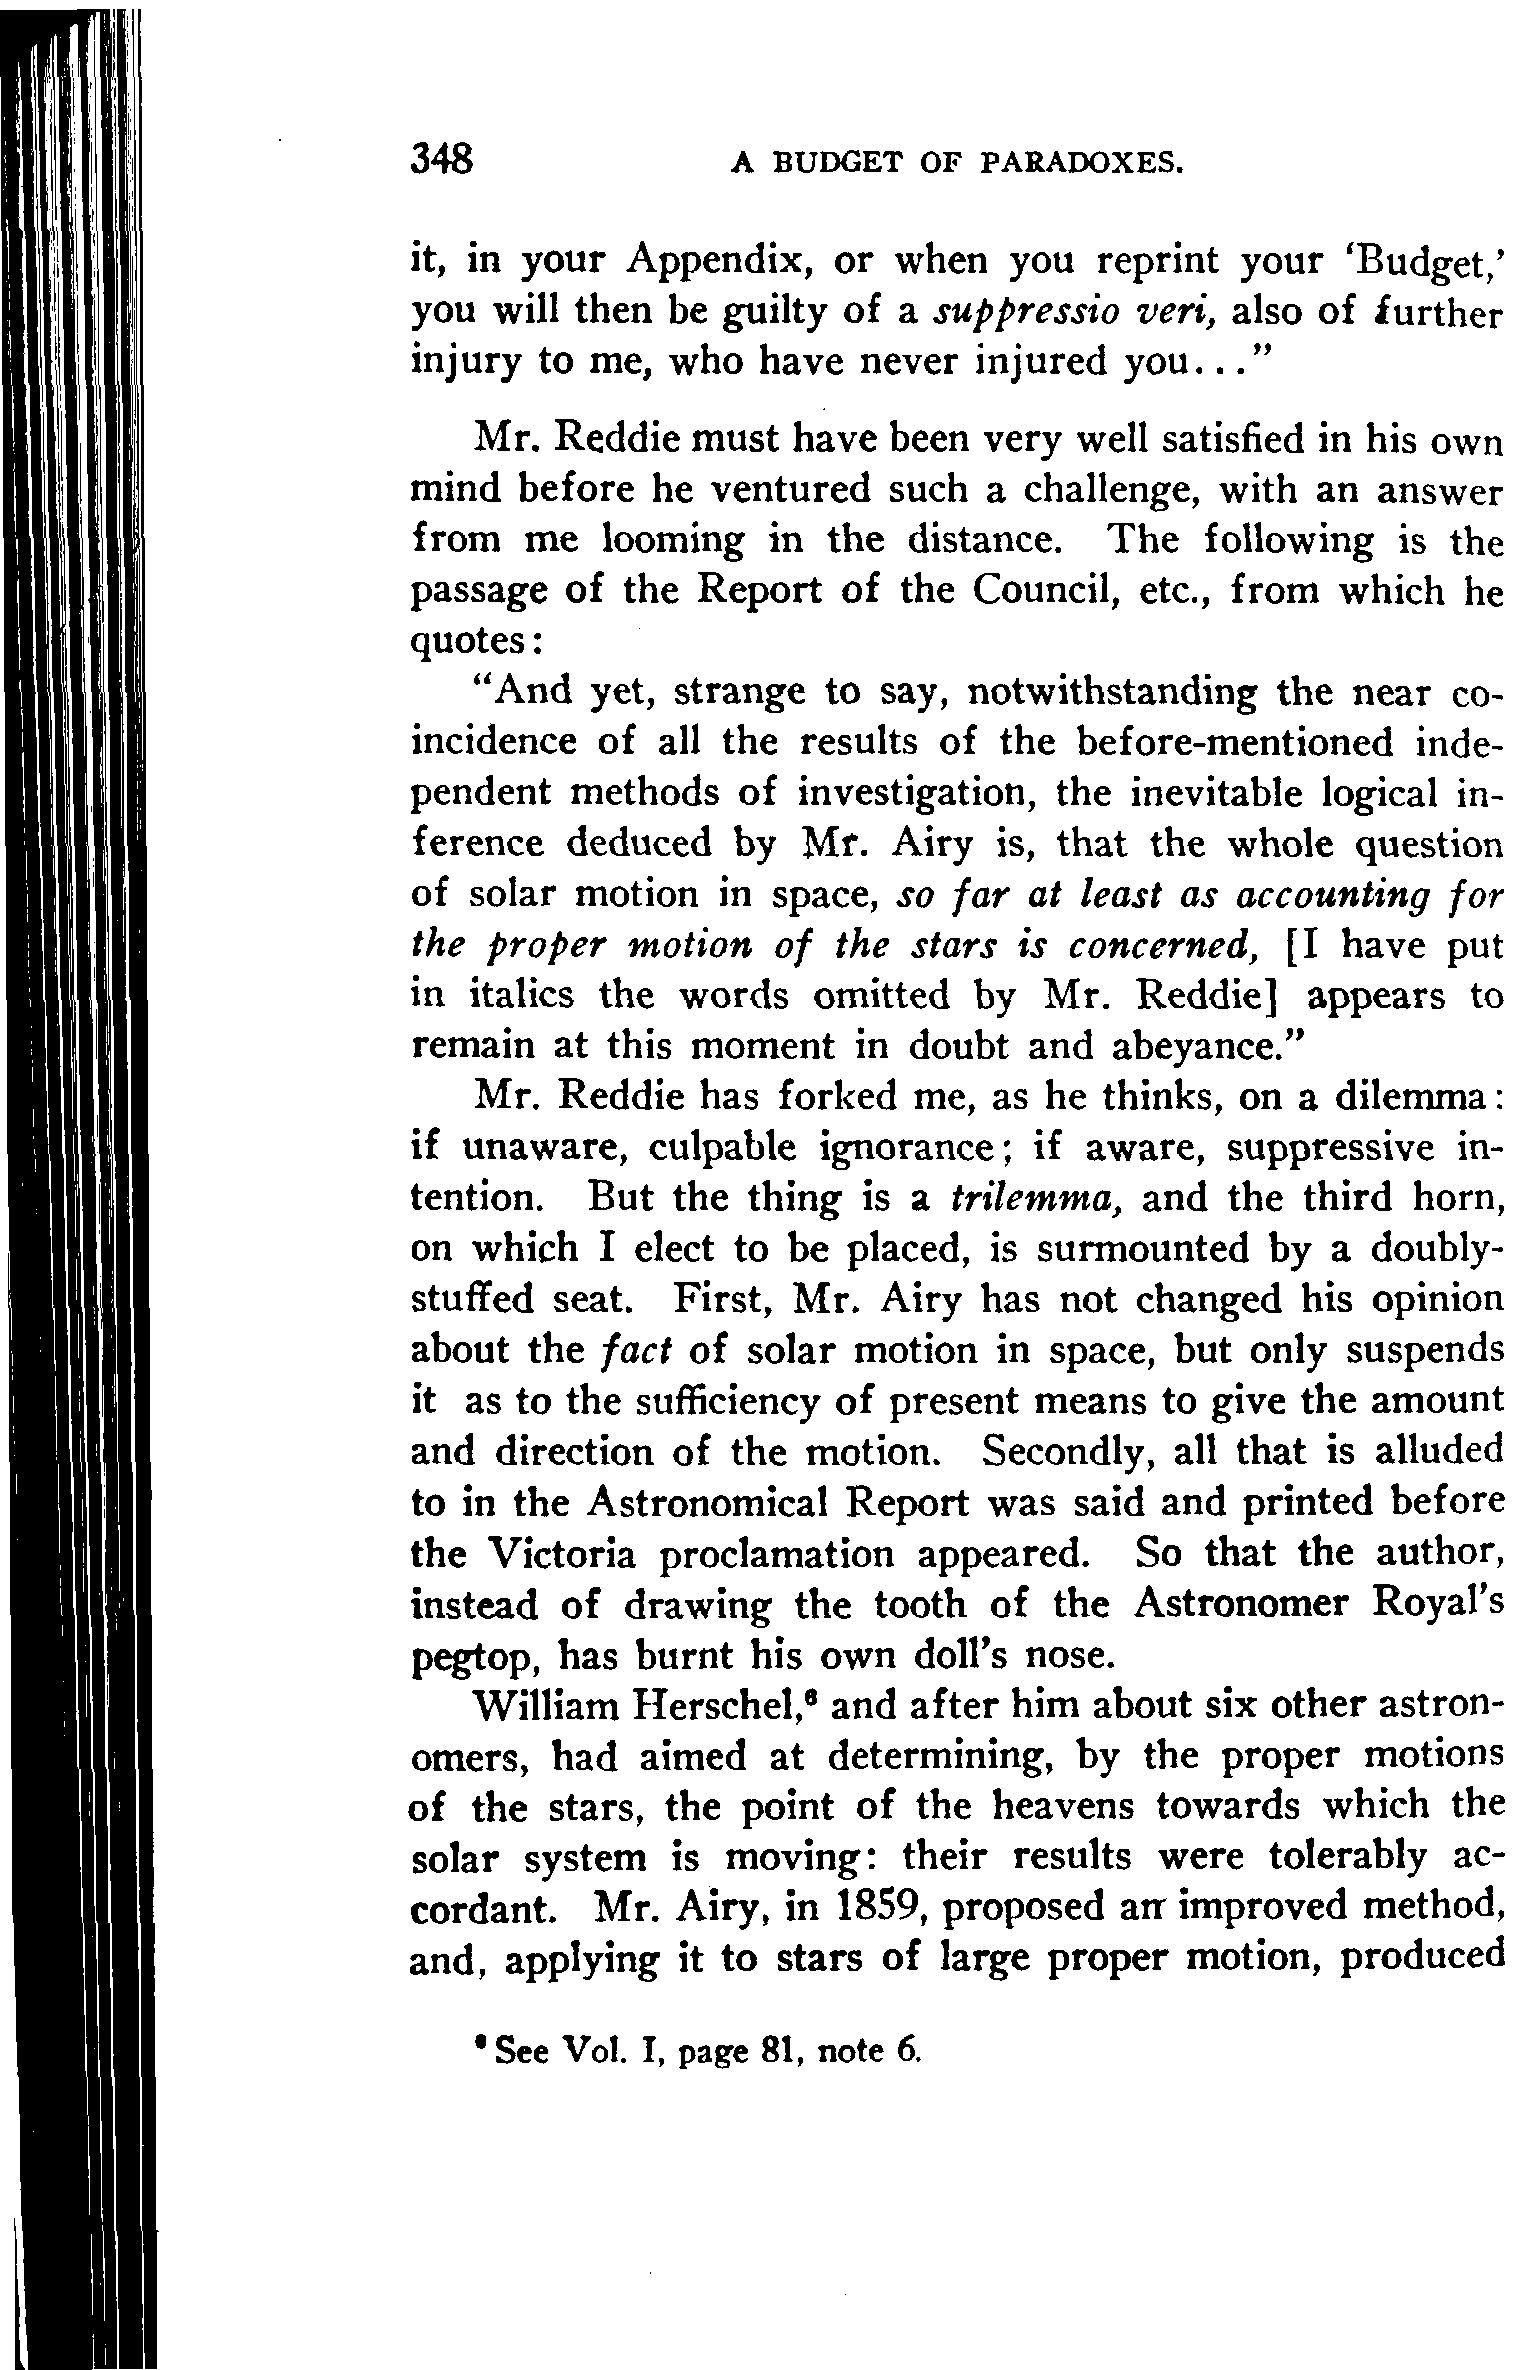 348 A BUDGET OF PARADOXES.
it, in your Appendix, or when you reprint your ‘Budget,’
you will then be guilty of a suppressio veri, also of further
injury to me, who have never injured you...”
Mr. Reddie must have been very well satisfied in his own
mind before he ventured such a challenge, with an answer
from me looming in the distance. The following is the
passage of the Report of the Council, etc., from which he
quotes:
“And yet, strange to say, notwithstanding the near co-
incidence of all the results of the before-mentioned inde-
pendent methods of investigation, the inevitable logical in-
ference deduced by Mr. Airy is, that the whole question
of solar motion in space, so far at least as accounting for
the proper motion of the stars is concerned, [I have put
in italics the words omitted by Mr. Reddie] appears to
remain at this moment in doubt and abeyance.”
Mr. Reddie has forked me, as he thinks, on a dilemma:
if unaware, culpable ignorance; if aware, suppressive in-
tention. But the thing is a trilemma, and the third horn,
on which I elect to be placed, is surmounted by a doubly-
stuffed seat. First, Mr. Airy has not changed his opinion
about the fact of solar motion in space, but only suspends
it as to the sufficiency of present means to give the amount
and direction of the motion. Secondly, all that is alluded
to in the Astronomical Report was said and printed before
the Victoria proclamation appeared. So that the author,
instead of drawing the tooth of the Astronomer Royal’s
pegtop, has burnt his own doll’s nose.
William Herschel,⁶ and after him about six other astron-
omers, had aimed at determining, by the proper motions
of the stars, the point of the heavens towards which the
solar system is moving: their results were tolerably ac-
cordant. Mr. Airy, in 1859, proposed an improved method,
and, applying it to stars of large proper motion, produced
⁶ See Vol. I, page 81, note 6.